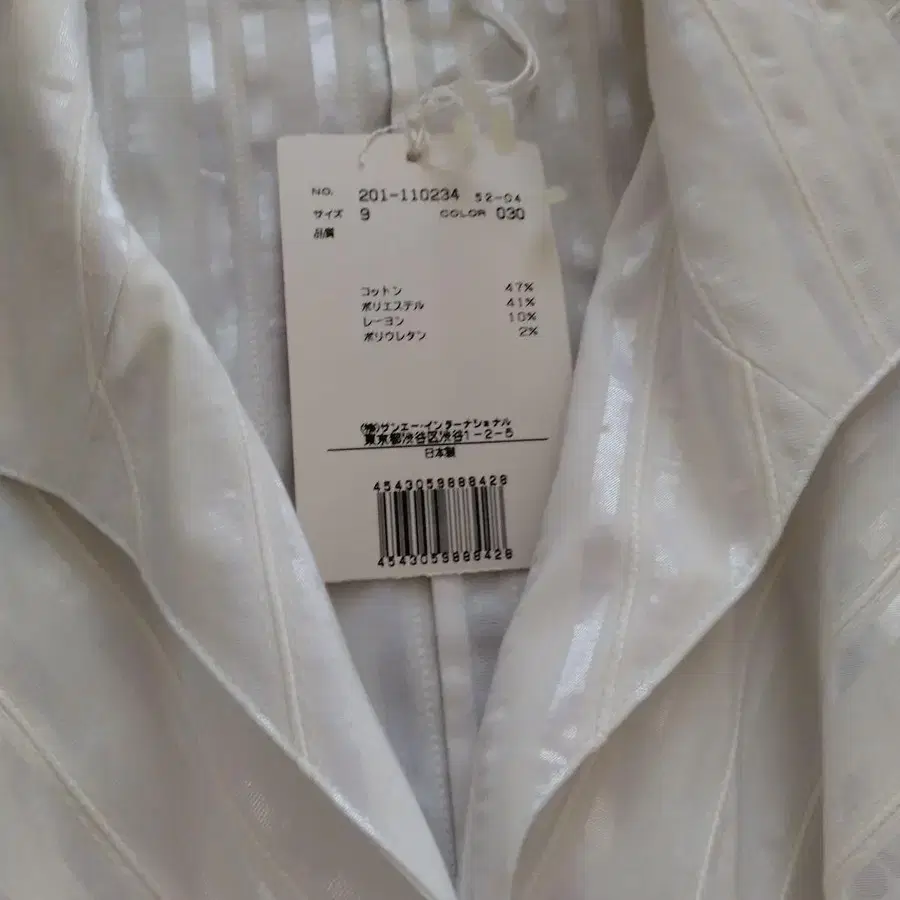 NO. 201-110234 52-04
サイズ 9 COLOR 030
品質
コットン 47%
ポリエステル 41%
レーヨン 10%
ポリウレタン 2%
(株)サンエー・インターナショナル
東京都渋谷区渋谷1-2-5
日本製
4543059888428
4543059888428